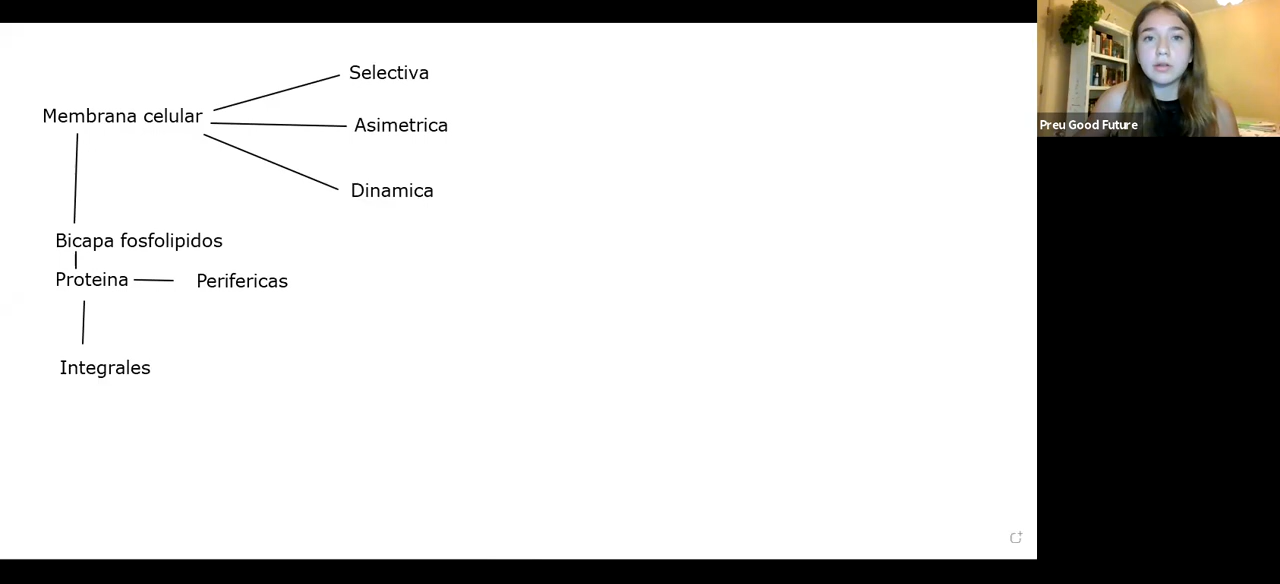 Selectiva
Membrana celular
Asimetrica
Preu Good Future
Dinamica
Bicapa fosfolipidos
Proteina
Perifericas
Integrales